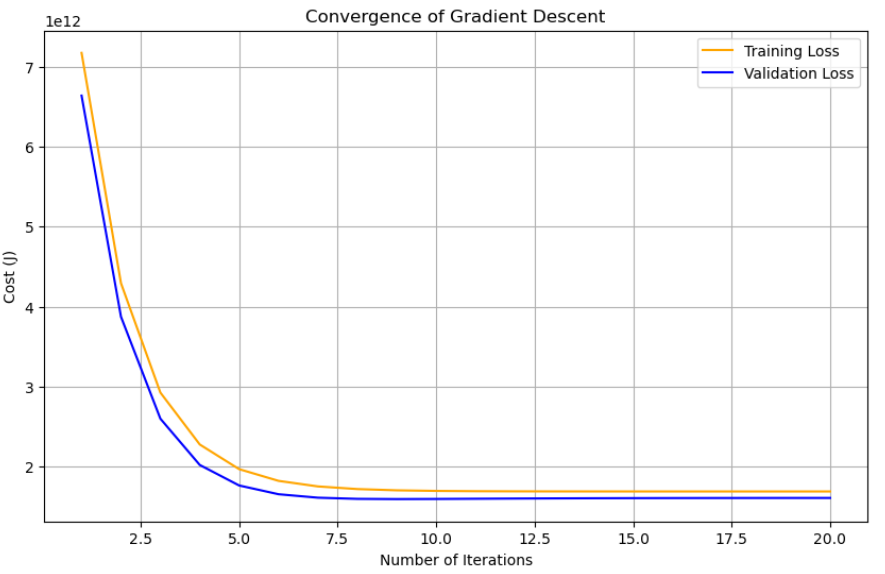 Convergence of Gradient Descent
1e12
Training Loss
Validation Loss
7
6
5
4
3
2
Cost (J)
2.5 5.0 7.5 10.0 12.5 15.0 17.5 20.0
Number of Iterations